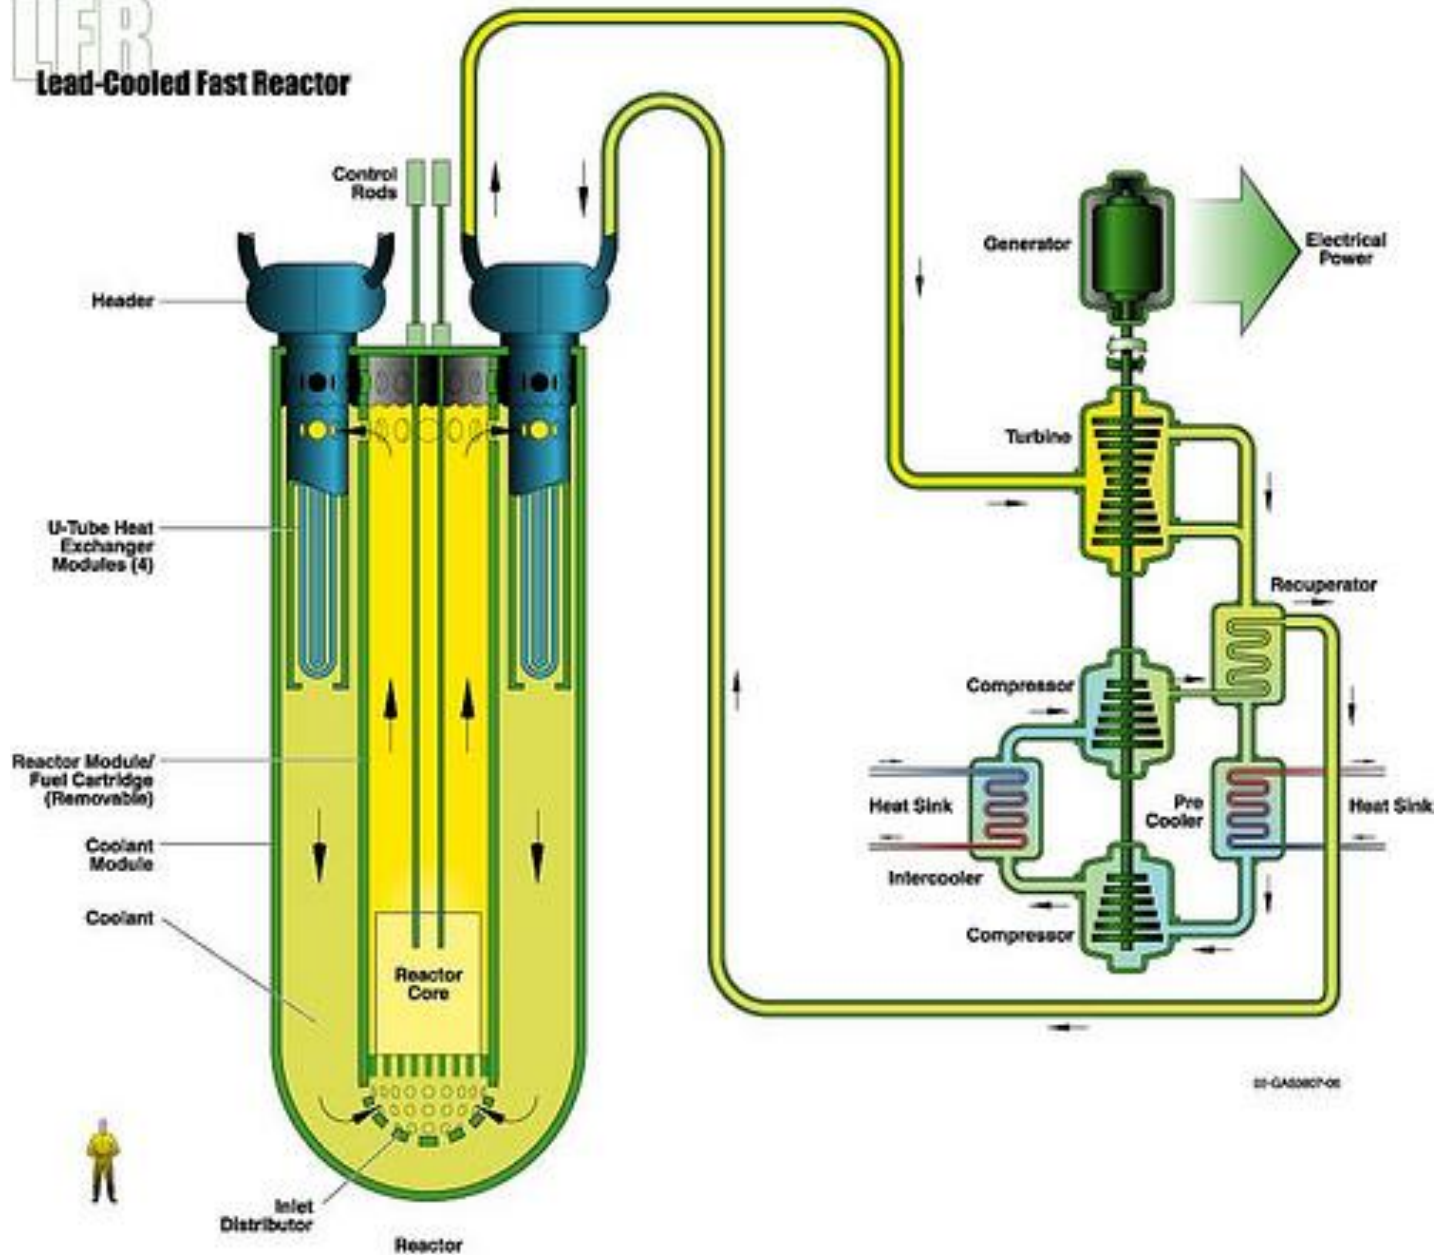 LFR
Lead-Cooled Fast Reactor
Control
Rods
Header
U-Tube Heat
Exchanger
Modules (4)
Reactor Module/
Fuel Cartridge
(Removable)
Coolant
Module
Coolant
Reactor
Core
Inlet
Distributor
Reactor
Generator
Electrical
Power
Turbine
Recuperator
Compressor
Heat Sink
Pre
Cooler
Heat Sink
Intercooler
Compressor